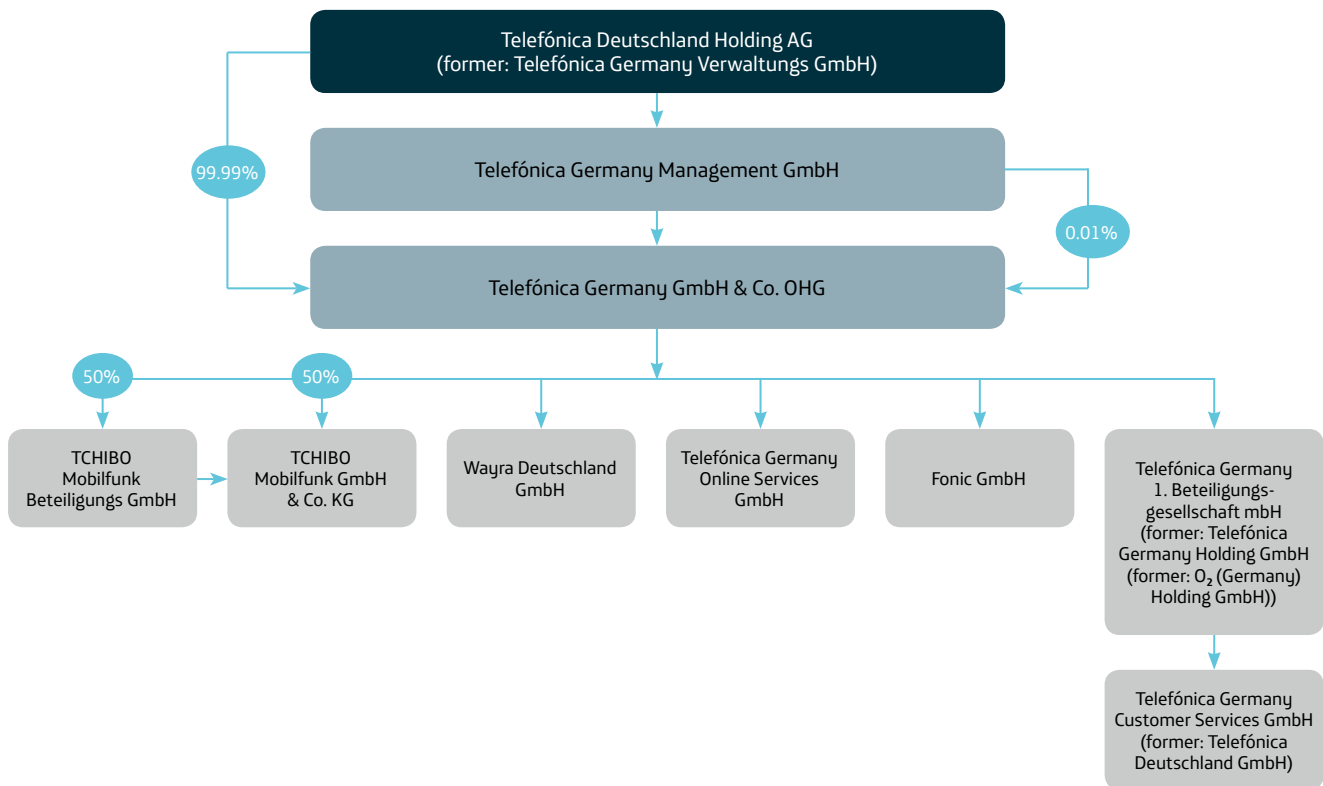 Telefónica Deutschland Holding AG
(former: Telefónica Germany Verwaltungs GmbH)
Telefónica Germany Management GmbH
99.99%
0.01%
Telefónica Germany GmbH & Co. OHG
50%
50%
TCHIBO
Mobilfunk
Beteiligungs GmbH
TCHIBO
Mobilfunk GmbH
& Co. KG
Wayra Deutschland
GmbH
Telefónica Germany
Online Services
GmbH
Fonic GmbH
Telefónica Germany
1. Beteiligungs-
gesellschaft mbH
(former: Telefónica
Germany Holding GmbH
(former: O₂ (Germany)
Holding GmbH))
Telefónica Germany
Customer Services GmbH
(former: Telefónica
Deutschland GmbH)